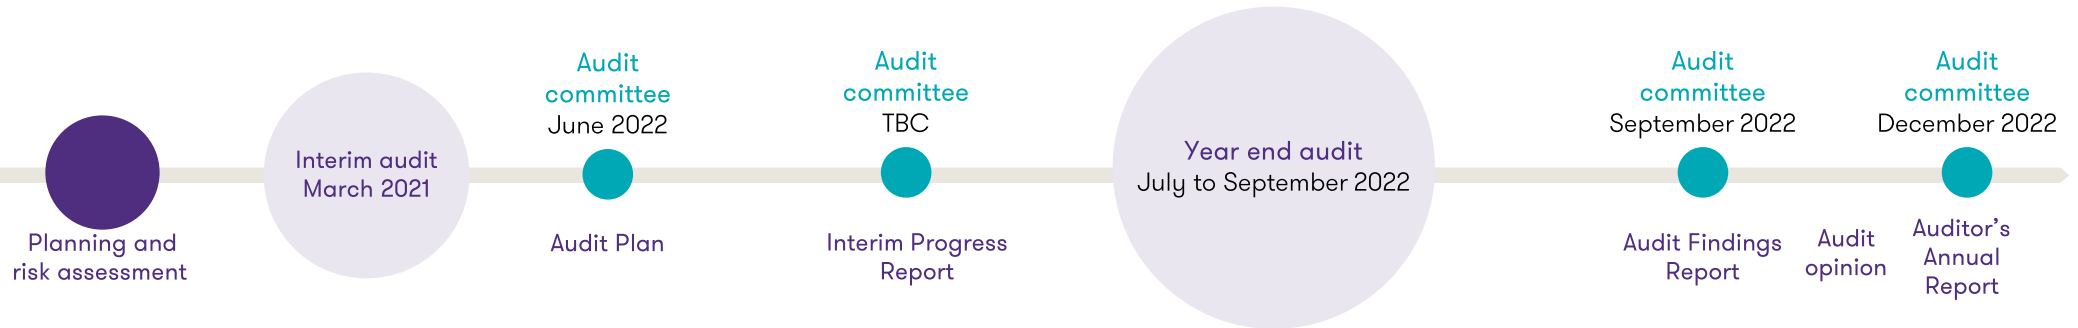 Planning and
risk assessment
Interim audit
March 2021
Audit
committee
June 2022
Audit Plan
Audit
committee
TBC
Interim Progress
Report
Year end audit
July to September 2022
Audit
committee
September 2022
Audit Findings
Report
Audit
opinion
Audit
committee
December 2022
Auditor’s
Annual
Report